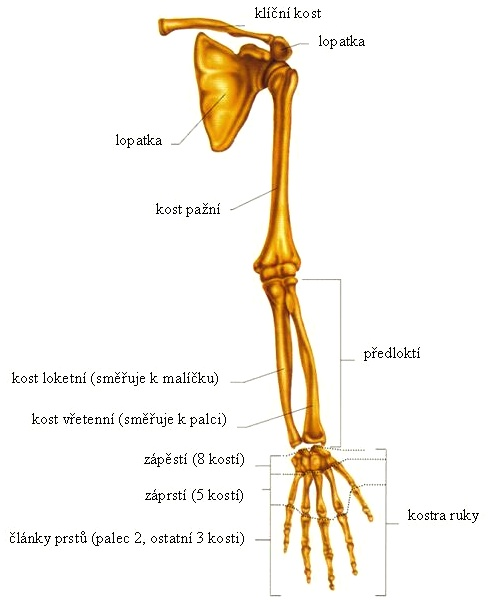 klíční kost
lopatka
lopatka
kost pažní
předloktí
kost loketní (směřuje k malíčku)
kost vřetenní (směřuje k palci)
zápěstí (8 kostí)
záprstí (5 kostí)
kostra ruky
články prstů (palec 2, ostatní 3 kosti)